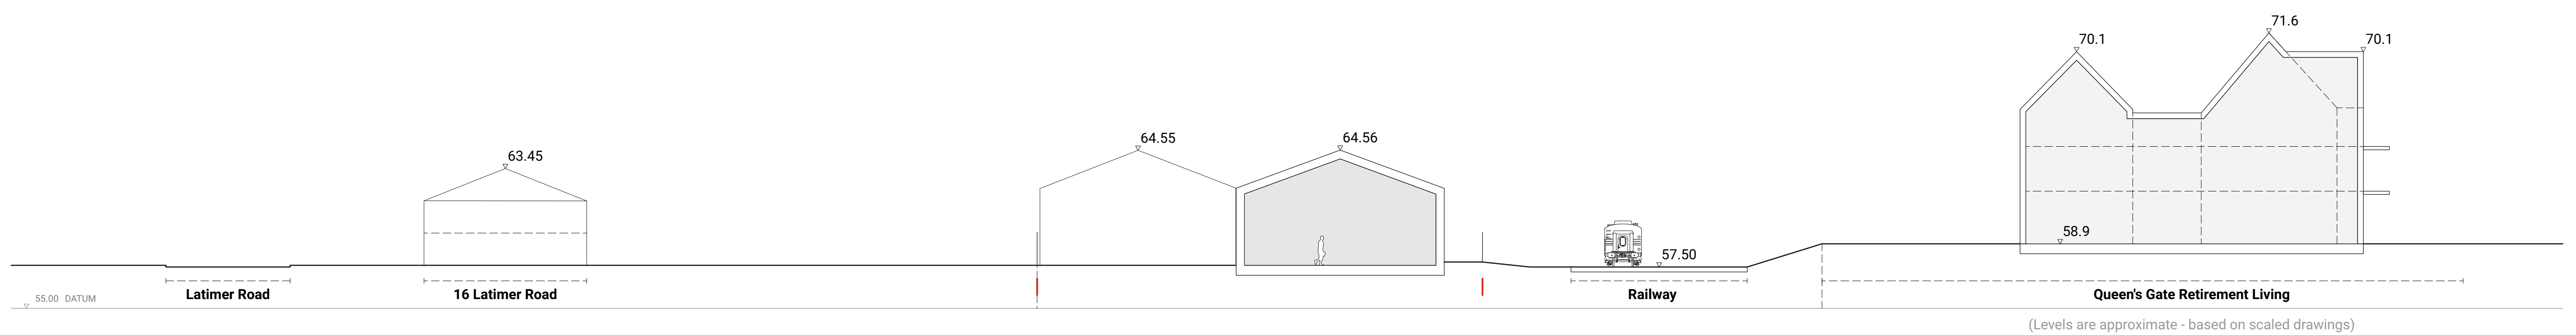 71.6
70.1
70.1
64.55
64.56
63.45
58.9
57.50
Latimer Road
16 Latimer Road
Railway
Queen's Gate Retirement Living
55.00 DATUM
(Levels are approximate - based on scaled drawings)